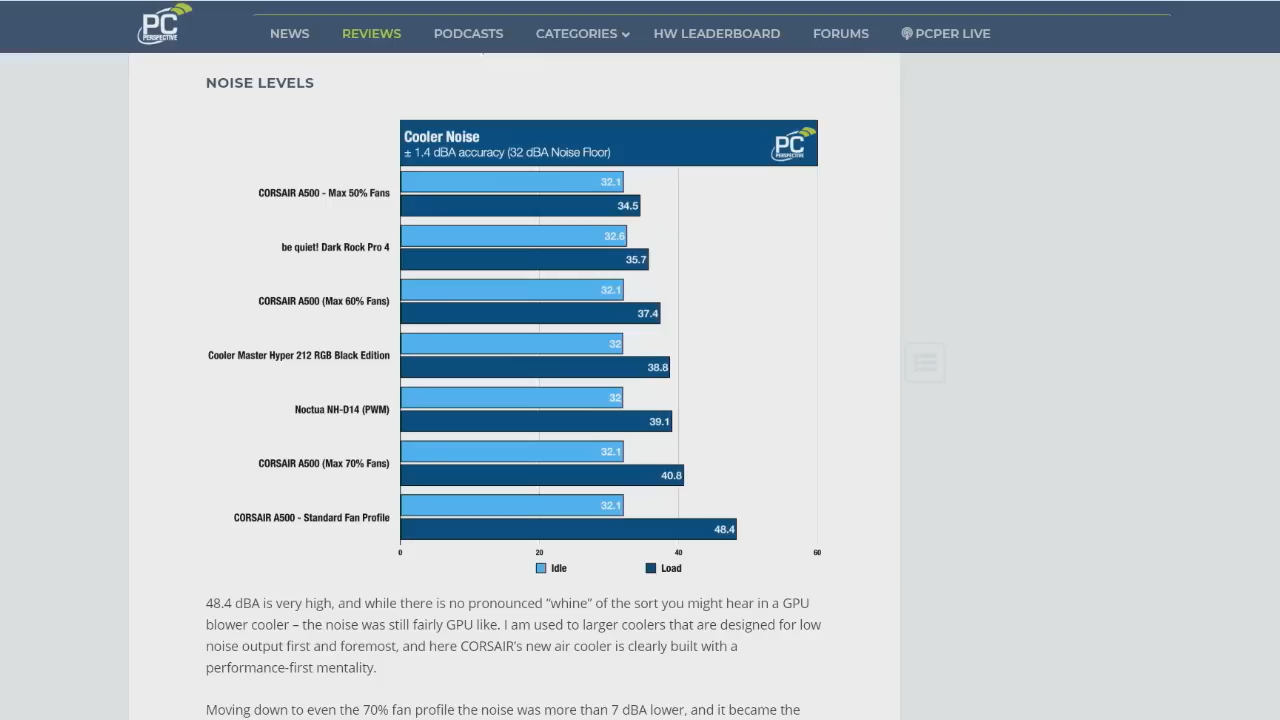 PC PERSPECTIVE
NEWS REVIEWS PODCASTS CATEGORIES HW LEADERBOARD FORUMS PCPER LIVE
NOISE LEVELS
Cooler Noise
± 1.4 dBA accuracy (32 dBA Noise Floor)
PC PERSPECTIVE
CORSAIR A500 - Max 50% Fans 32.1 34.5
be quiet! Dark Rock Pro 4 32.6 35.7
CORSAIR A500 (Max 60% Fans) 32.1 37.4
Cooler Master Hyper 212 RGB Black Edition 32 38.8
Noctua NH-D14 (PWM) 32 39.1
CORSAIR A500 (Max 70% Fans) 32.1 40.8
CORSAIR A500 - Standard Fan Profile 32.1 48.4
0 20 40 60
Idle Load
48.4 dBA is very high, and while there is no pronounced “whine” of the sort you might hear in a GPU
blower cooler – the noise was still fairly GPU like. I am used to larger coolers that are designed for low
noise output first and foremost, and here CORSAIR’s new air cooler is clearly built with a
performance-first mentality.
Moving down to even the 70% fan profile the noise was more than 7 dBA lower, and it became the